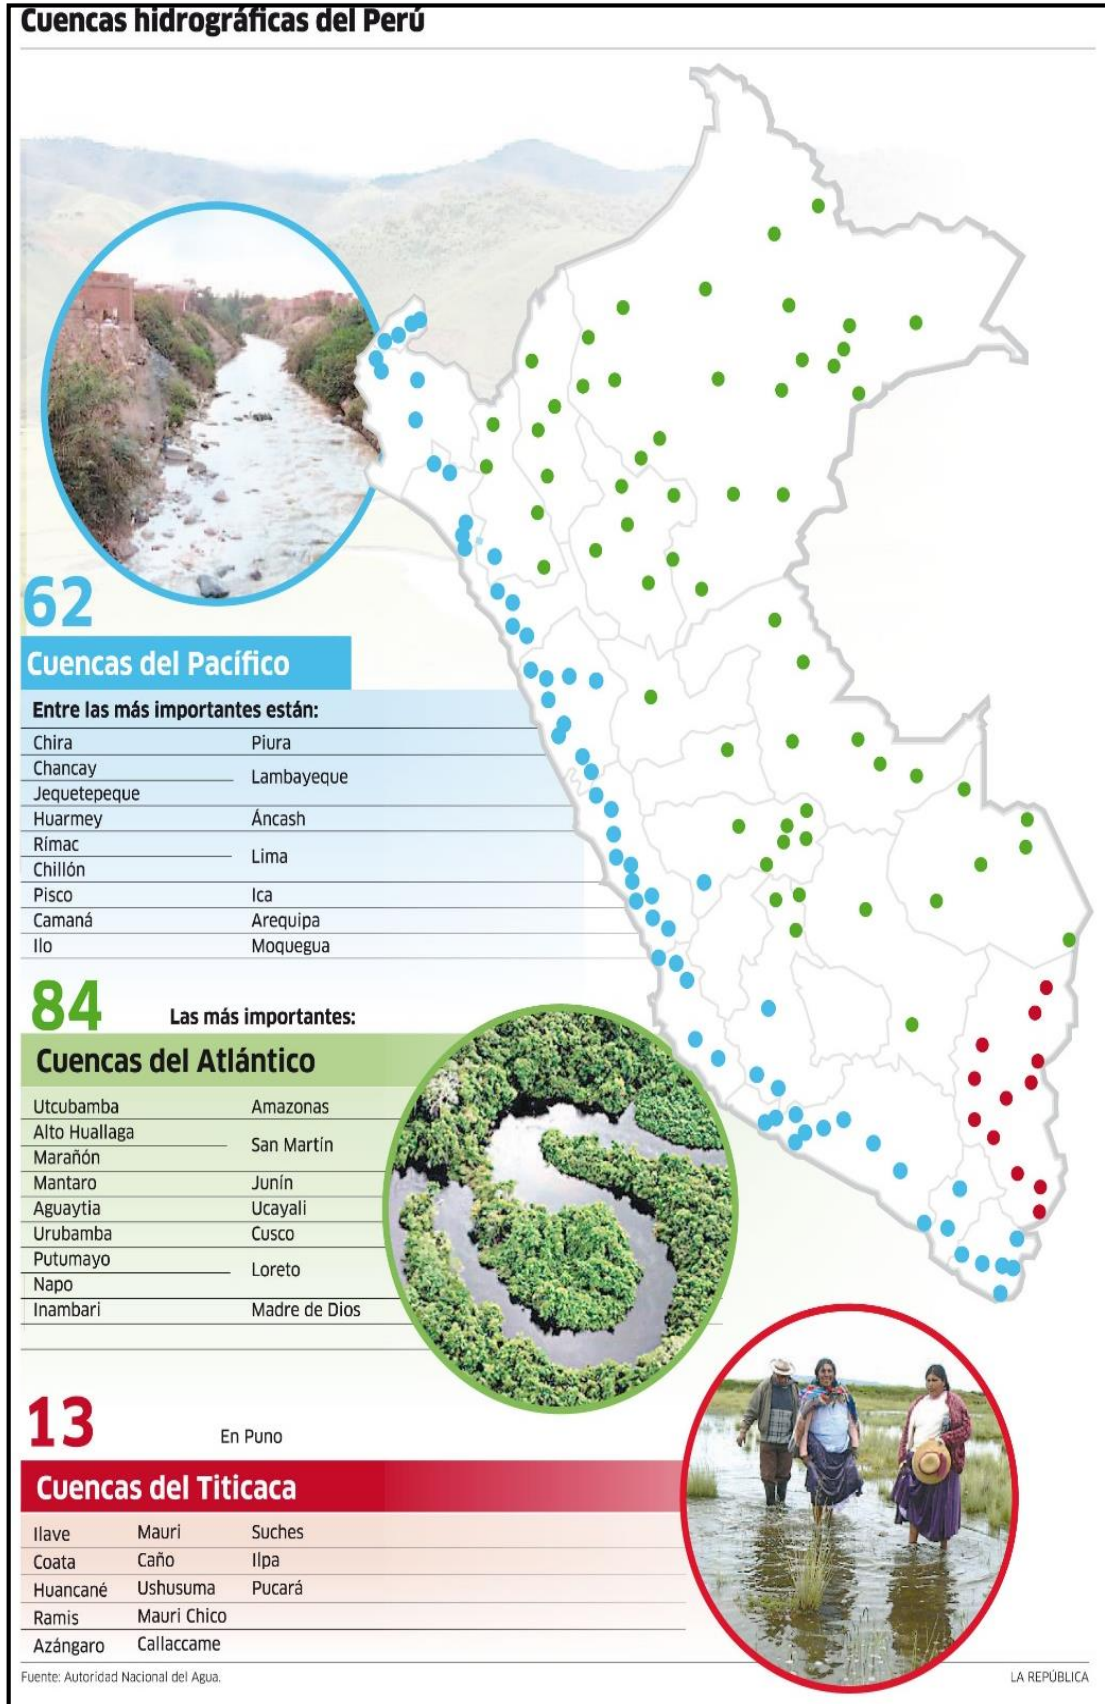 Cuencas hidrográficas del Perú
62
Cuencas del Pacífico
Entre las más importantes están:
Chira Piura
Chancay
Lambayeque
Jequetepeque
Huarmey Áncash
Rímac
Lima
Chillón
Pisco Ica
Camaná Arequipa
Ilo Moquegua
84 Las más importantes:
Cuencas del Atlántico
Utcubamba Amazonas
Alto Huallaga
San Martín
Marañón
Mantaro Junín
Aguaytia Ucayali
Urubamba Cusco
Putumayo
Loreto
Napo
Inambari Madre de Dios
13 En Puno
Cuencas del Titicaca
Ilave Mauri Suches
Coata Caño Ilpa
Huancané Ushusuma Pucará
Ramis Mauri Chico
Azángaro Callaccame
Fuente: Autoridad Nacional del Agua. LA REPÚBLICA